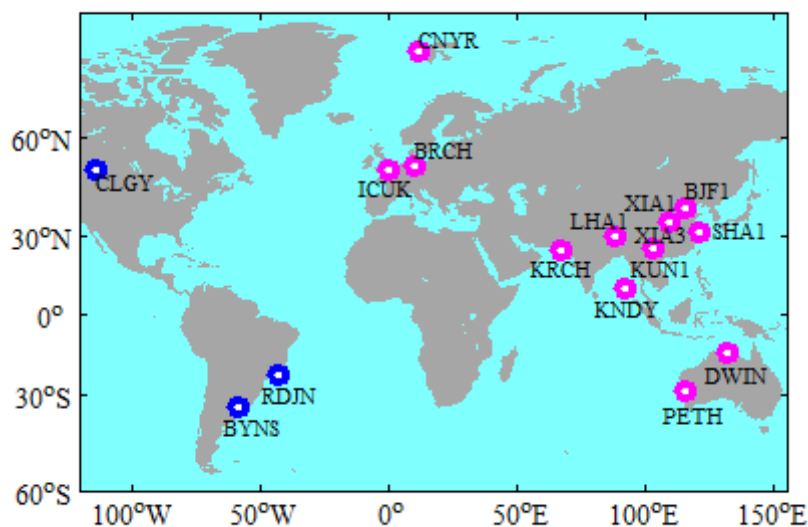 CNYR
60°N
BRCH
CLGY
ICUK
BJF1
XIA1
LHA1
SHA1
XIA3
30°N
KRCH
KUN1
KNDY
0°
DWIN
RDJN
30°S
PETH
BYNS
60°S
100°W
50°W
0°
50°E
100°E
150°E